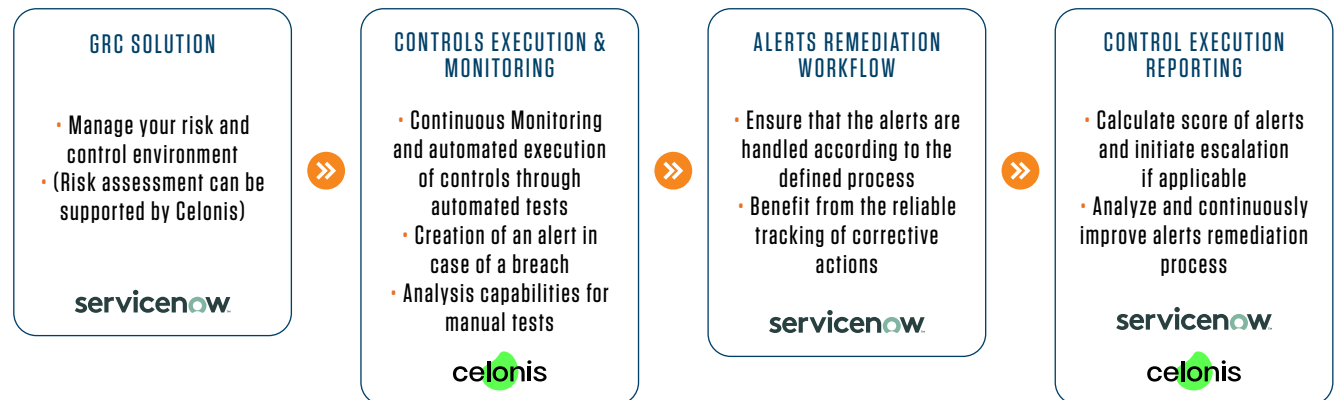 GRC SOLUTION
• Manage your risk and
control environment
• (Risk assessment can be
supported by Celonis)
servicenow.
CONTROLS EXECUTION &
MONITORING
• Continuous Monitoring
and automated execution
of controls through
automated tests
• Creation of an alert in
case of a breach
• Analysis capabilities for
manual tests
celonis
ALERTS REMEDIATION
WORKFLOW
• Ensure that the alerts are
handled according to the
defined process
• Benefit from the reliable
tracking of corrective
actions
servicenow.
CONTROL EXECUTION
REPORTING
• Calculate score of alerts
and initiate escalation
if applicable
• Analyze and continuously
improve alerts remediation
process
servicenow.
celonis